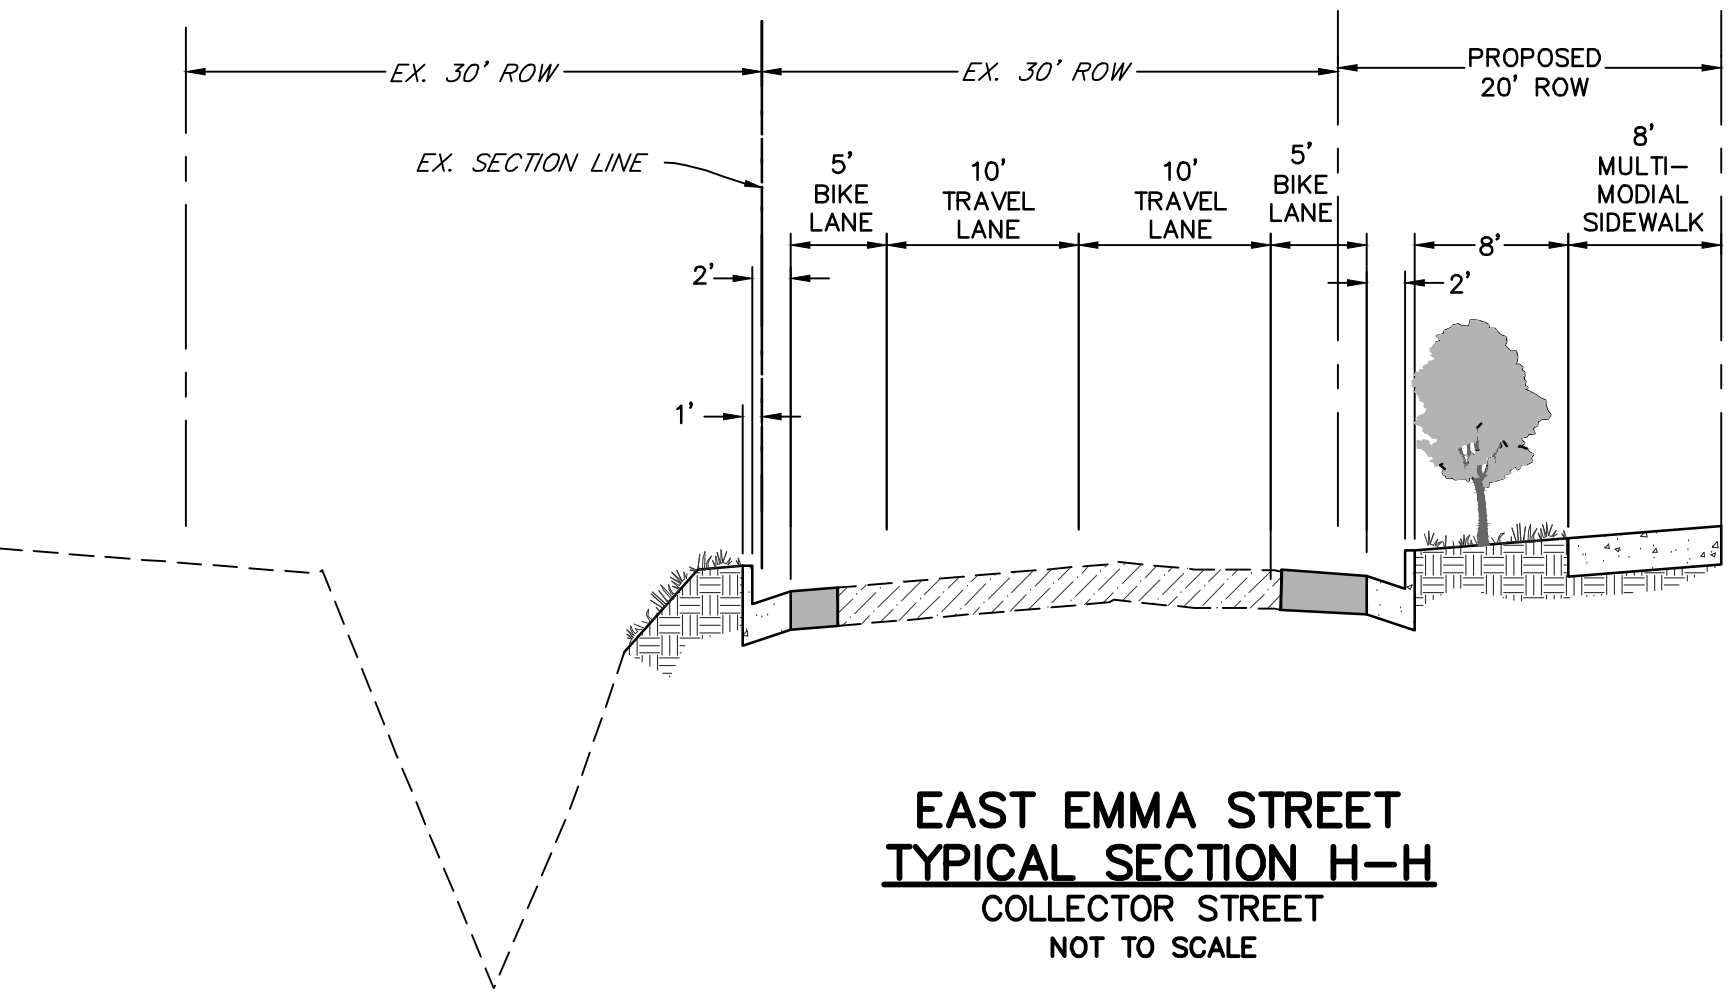 EX. 30' ROW
EX. 30' ROW
PROPOSED
20' ROW
EX. SECTION LINE
5'
BIKE
LANE
10'
TRAVEL
LANE
10'
TRAVEL
LANE
5'
BIKE
LANE
8'
MULTI-
MODIAL
SIDEWALK
8'
2'
2'
1'
EAST EMMA STREET
TYPICAL SECTION H-H
COLLECTOR STREET
NOT TO SCALE